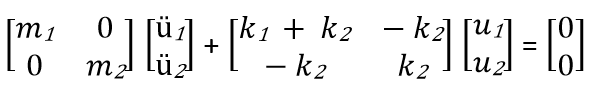 [m₁ 0] [ü₁] + [k₁ + k₂ − k₂] [u₁] = [0]
[0 m₂] [ü₂] [− k₂ k₂] [u₂] [0]